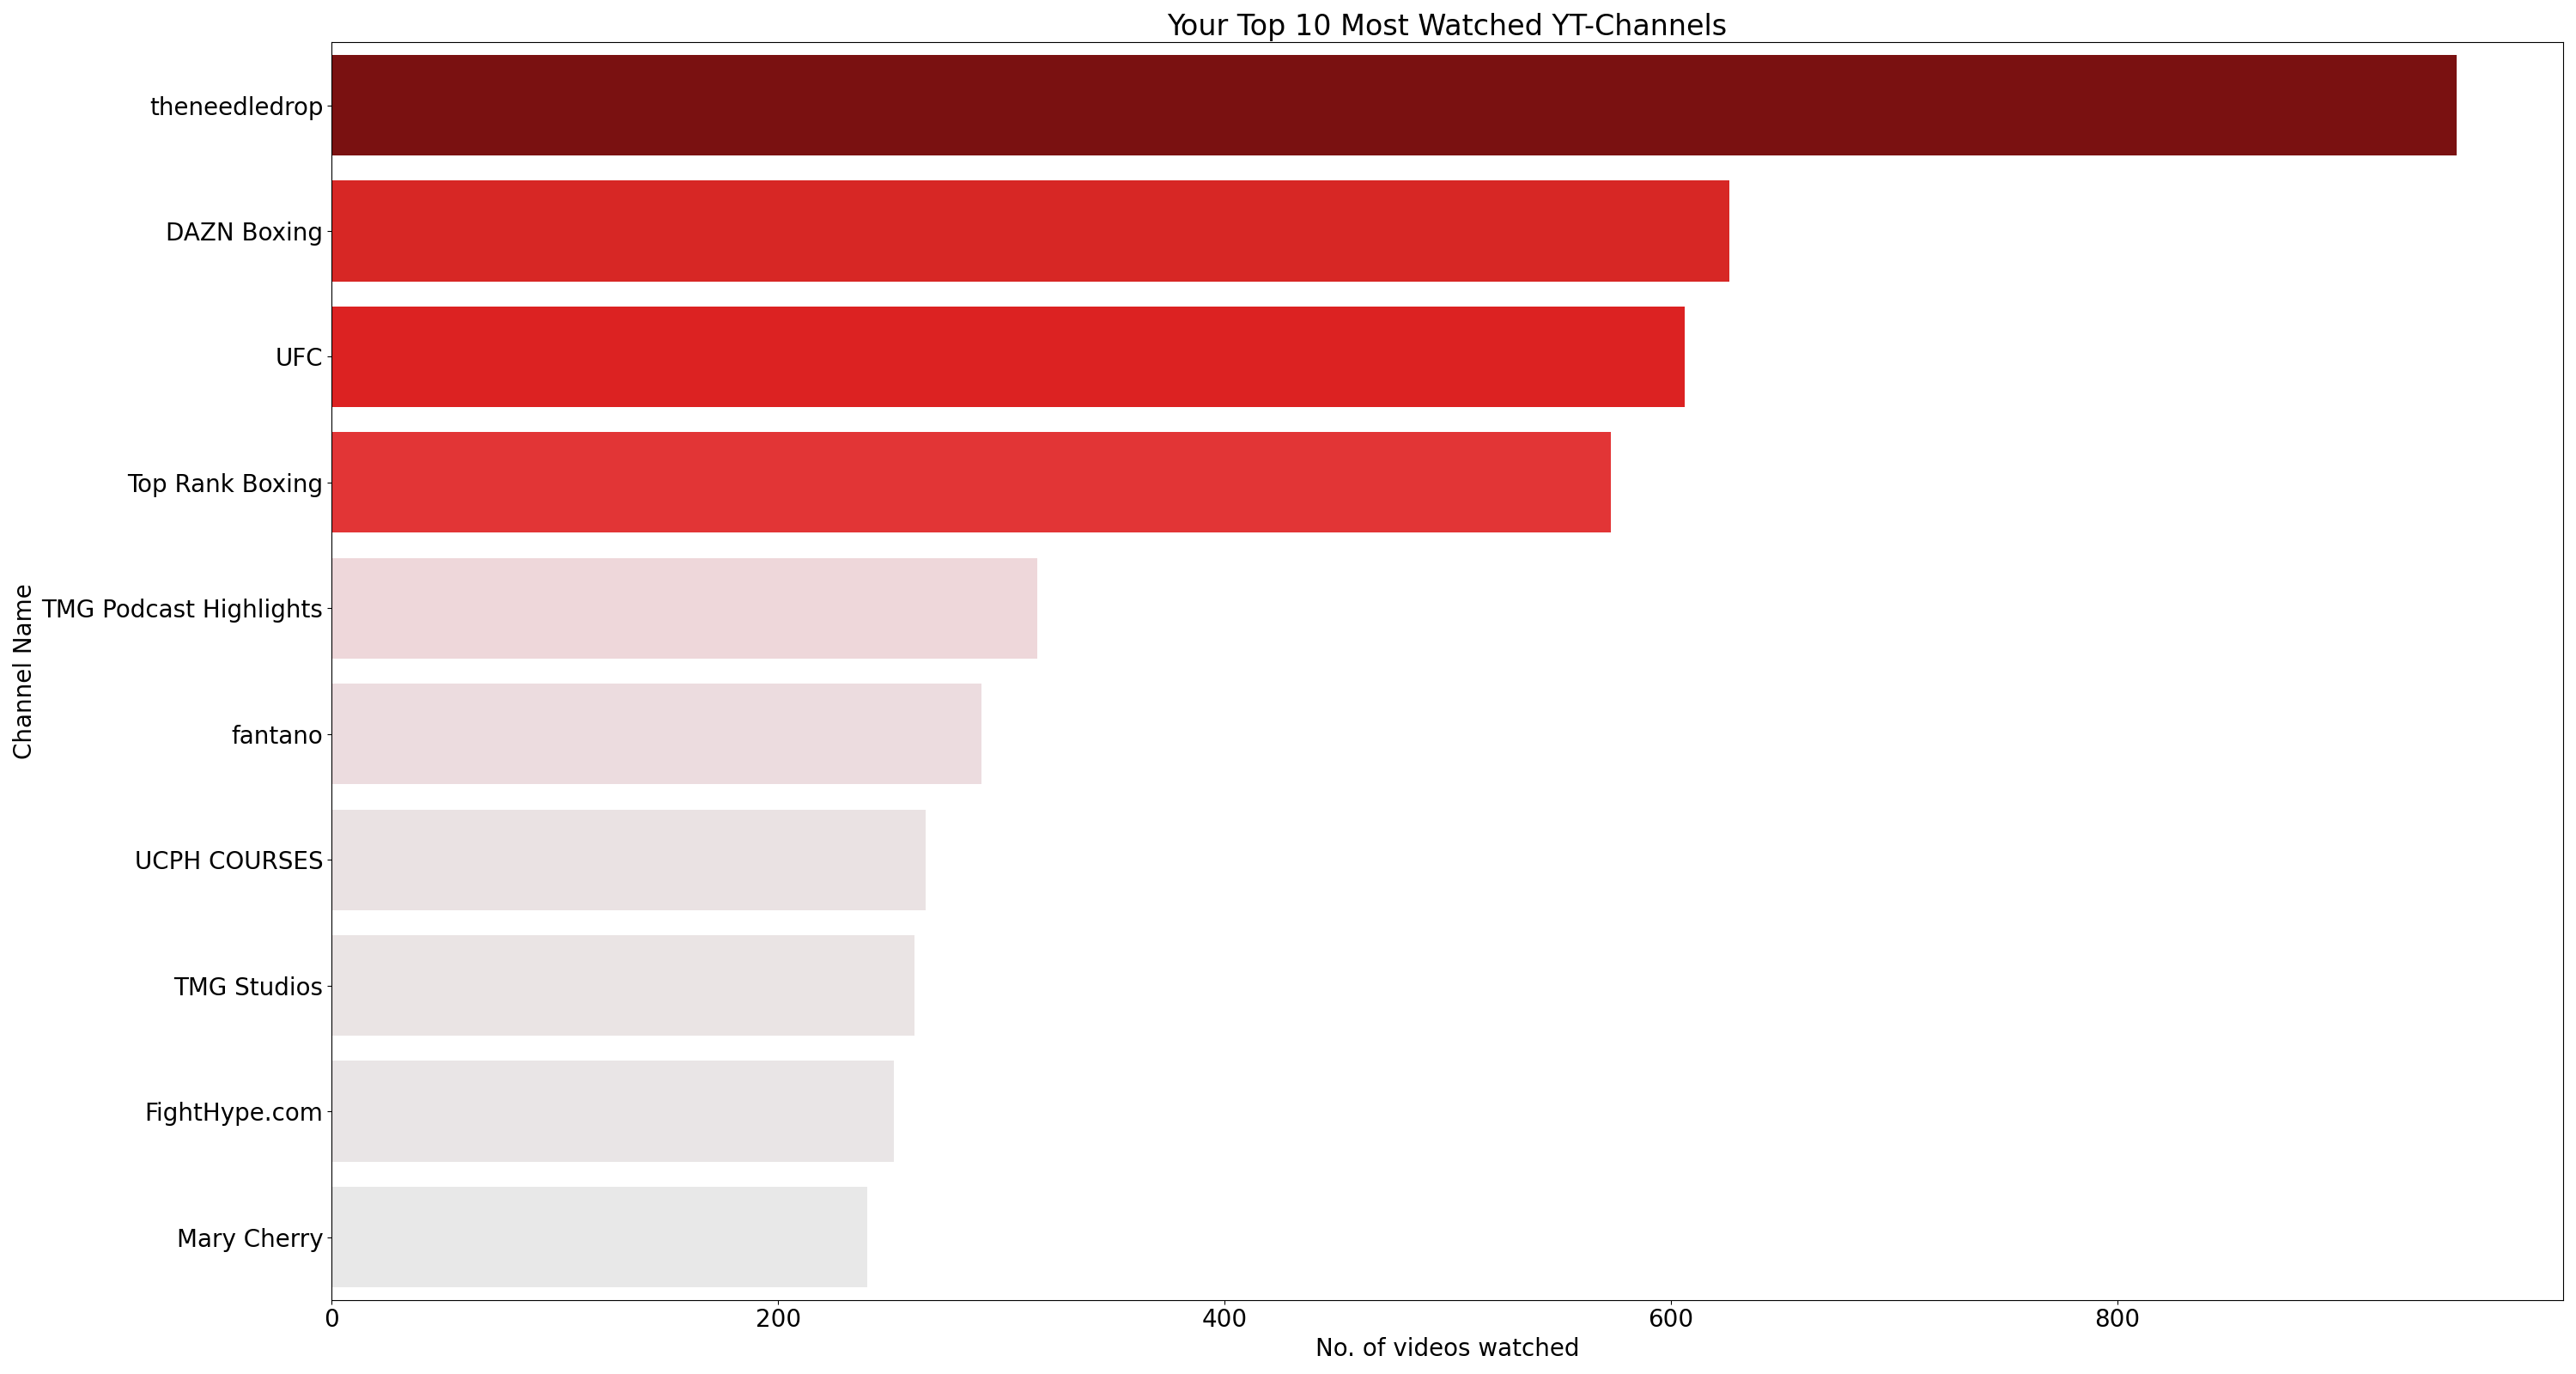 Your Top 10 Most Watched YT-Channels
Channel Name
theneedledrop
DAZN Boxing
UFC
Top Rank Boxing
TMG Podcast Highlights
fantano
UCPH COURSES
TMG Studios
FightHype.com
Mary Cherry
0 200 400 600 800
No. of videos watched